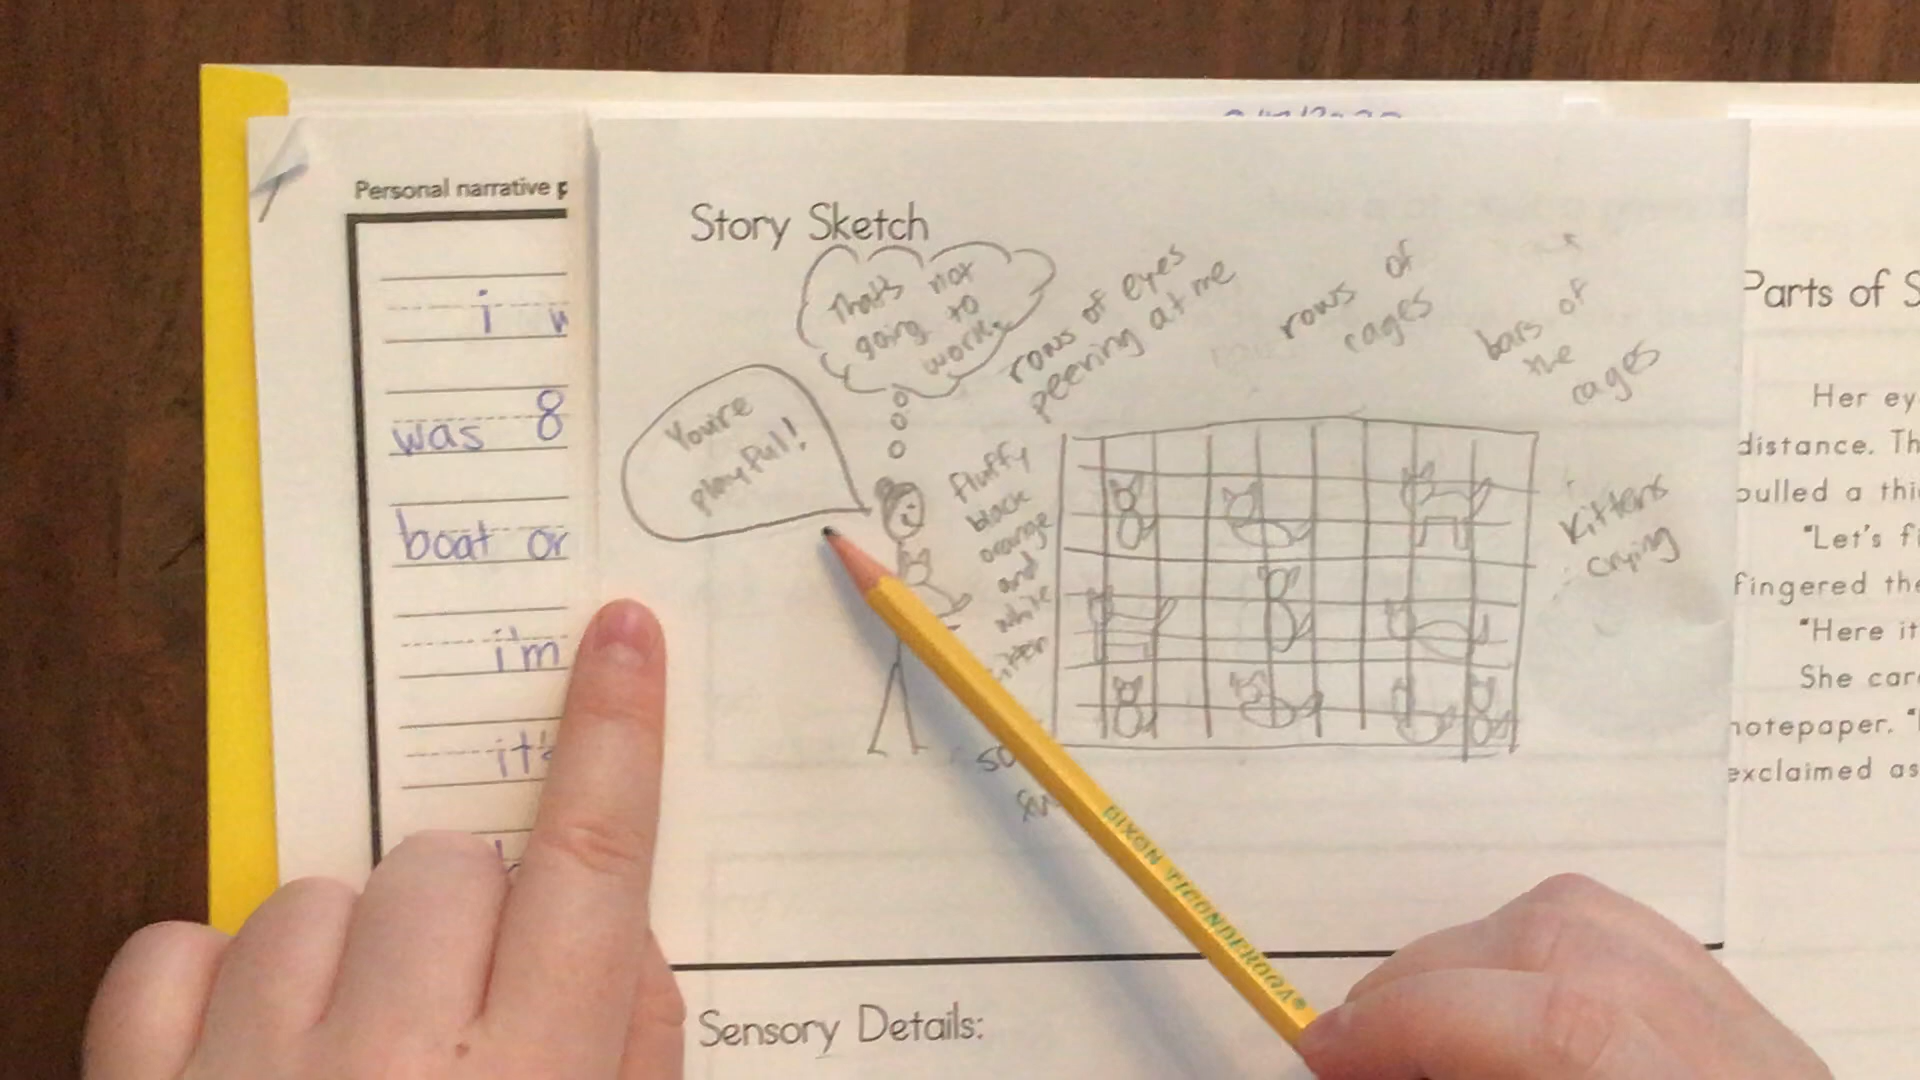 Personal narrative p
i w
was 8
boat or
i'm
it's
Story Sketch
That's not
going to
work.
You're
playful!
rows of eyes
peering at me
rows of
cages
bars of
the
cages
fluffy
black
orange
and
white
kitten
so
Kittens
crying
Sensory Details:
DIXON TICONDEROGA
Parts of S
Her ey
distance. Th
pulled a thi
"Let's fi
fingered the
"Here it
She car
notepaper. "
exclaimed as